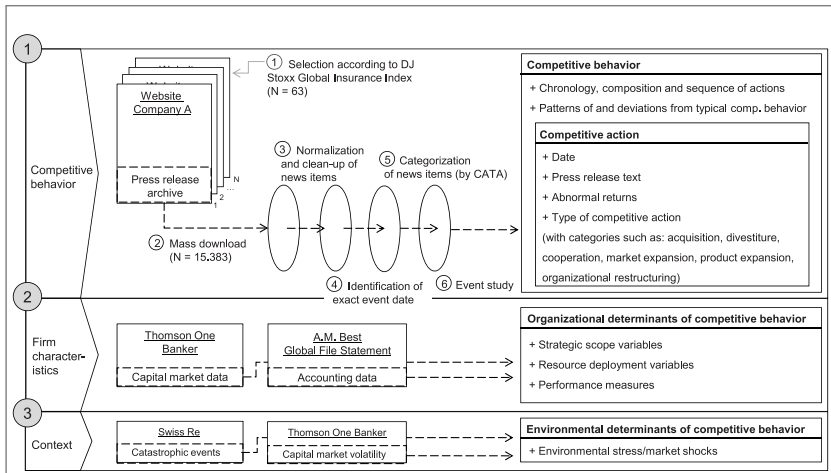 1
Competitive behavior
Website
Website
Company A
Press release
archive
1
2
...
N
1 Selection according to DJ
Stoxx Global Insurance Index
(N = 63)
2 Mass download
(N = 15.383)
3 Normalization
and clean-up of
news items
4 Identification of
exact event date
5 Categorization
of news items (by CATA)
6 Event study
Competitive behavior
+ Chronology, composition and sequence of actions
+ Patterns of and deviations from typical comp. behavior
Competitive action
+ Date
+ Press release text
+ Abnormal returns
+ Type of competitive action
(with categories such as: acquisition, divestiture,
cooperation, market expansion, product expansion,
organizational restructuring)
2
Firm
character-
istics
Thomson One
Banker
Capital market data
A.M. Best
Global File Statement
Accounting data
Organizational determinants of competitive behavior
+ Strategic scope variables
+ Resource deployment variables
+ Performance measures
3
Context
Swiss Re
Catastrophic events
Thomson One Banker
Capital market volatility
Environmental determinants of competitive behavior
+ Environmental stress/market shocks